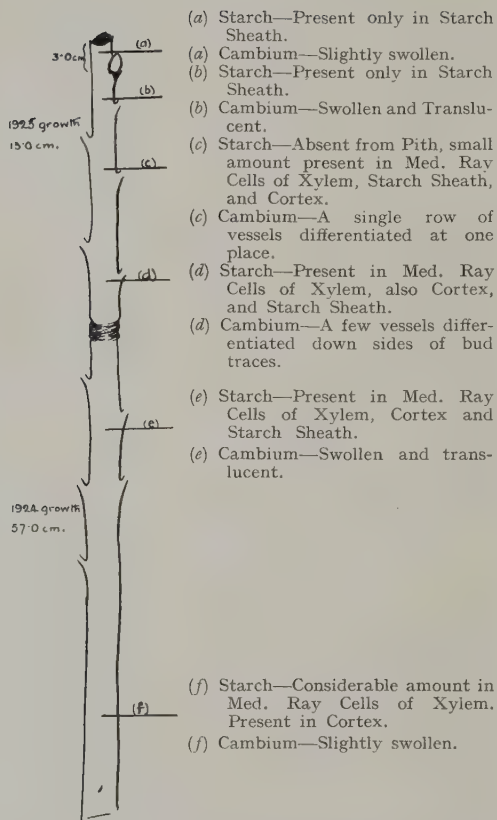 (a) Starch—Present only in Starch
Sheath.
(a) Cambium—Slightly swollen.
(b) Starch—Present only in Starch
Sheath.
(b) Cambium—Swollen and Translu-
cent.
(c) Starch—Absent from Pith, small
amount present in Med. Ray
Cells of Xylem, Starch Sheath,
and Cortex.
(c) Cambium—A single row of
vessels differentiated at one
place.
(d) Starch—Present in Med. Ray
Cells of Xylem, also Cortex,
and Starch Sheath.
(d) Cambium—A few vessels differ-
entiated down sides of bud
traces.
(e) Starch—Present in Med. Ray
Cells of Xylem, Cortex and
Starch Sheath.
(e) Cambium—Swollen and trans-
lucent.
(f) Starch—Considerable amount in
Med. Ray Cells of Xylem.
Present in Cortex.
(f) Cambium—Slightly swollen.
3·0cm
(a)
(b)
1925 growth
15·0 cm.
(c)
(d)
(e)
1924 growth
57·0 cm.
(f)